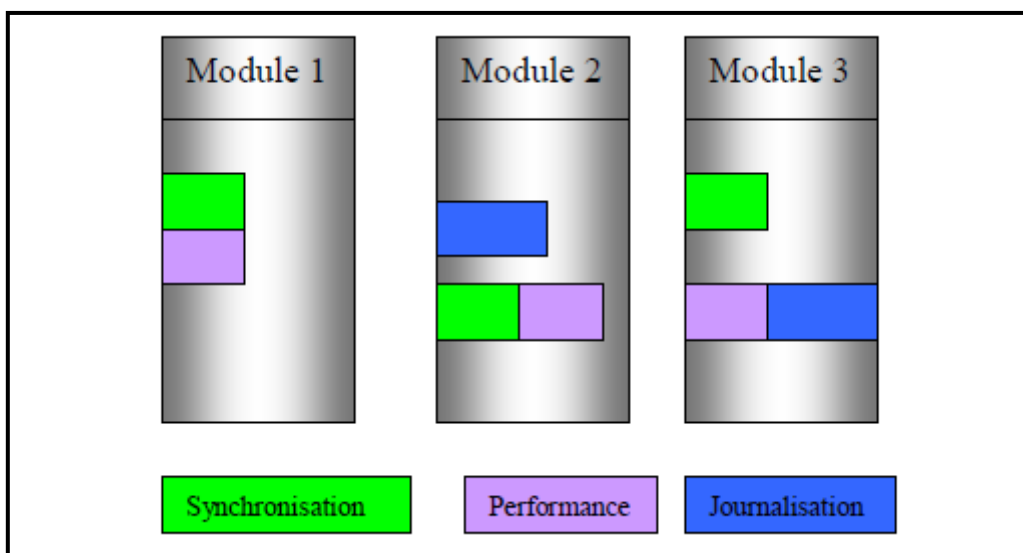 Module 1
Module 2
Module 3
Synchronisation
Performance
Journalisation